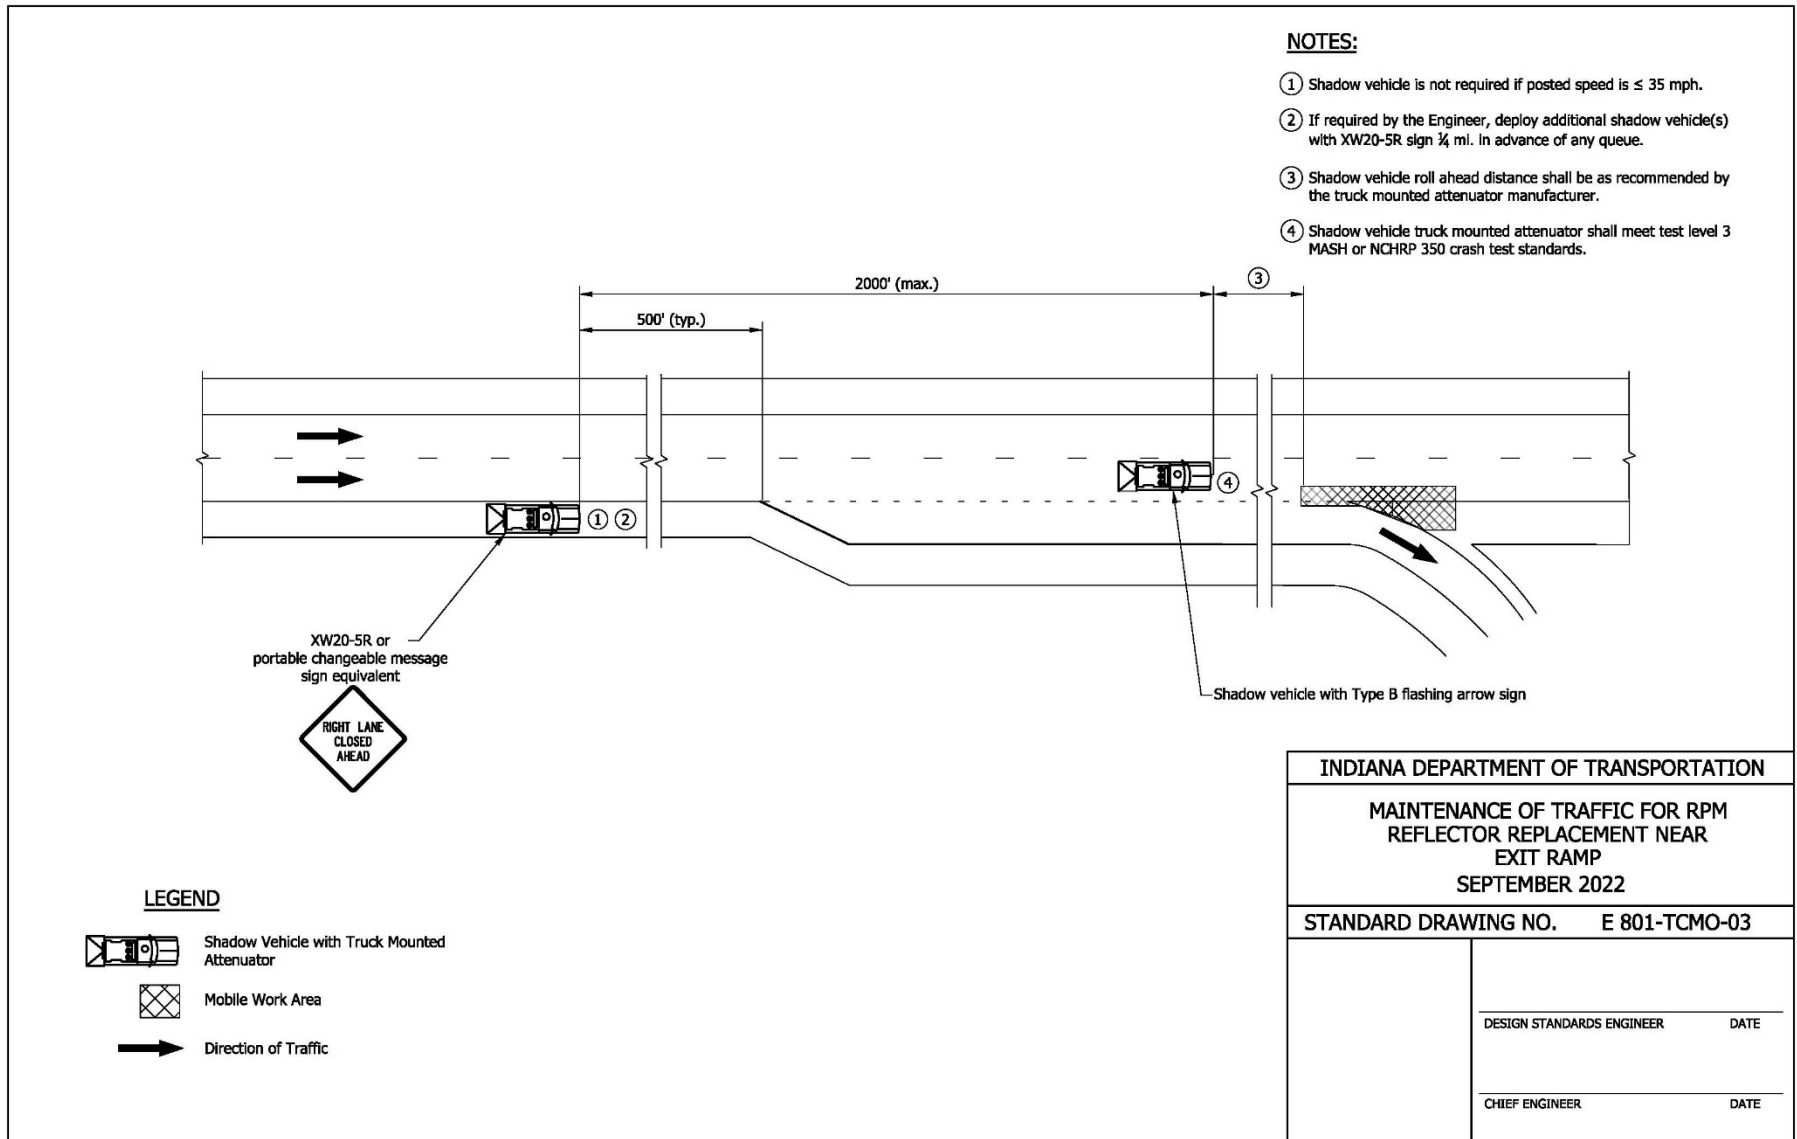 NOTES:
1 Shadow vehicle is not required if posted speed is ≤ 35 mph.
2 If required by the Engineer, deploy additional shadow vehicle(s)
with XW20-5R sign ¼ mi. in advance of any queue.
3 Shadow vehicle roll ahead distance shall be as recommended by
the truck mounted attenuator manufacturer.
4 Shadow vehicle truck mounted attenuator shall meet test level 3
MASH or NCHRP 350 crash test standards.
2000' (max.)
3
500' (typ.)
4
1 2
XW20-5R or
portable changeable message
sign equivalent
RIGHT LANE
CLOSED
AHEAD
Shadow vehicle with Type B flashing arrow sign
LEGEND
Shadow Vehicle with Truck Mounted
Attenuator
Mobile Work Area
Direction of Traffic
INDIANA DEPARTMENT OF TRANSPORTATION
MAINTENANCE OF TRAFFIC FOR RPM
REFLECTOR REPLACEMENT NEAR
EXIT RAMP
SEPTEMBER 2022
STANDARD DRAWING NO. E 801-TCMO-03
DESIGN STANDARDS ENGINEER DATE
CHIEF ENGINEER DATE